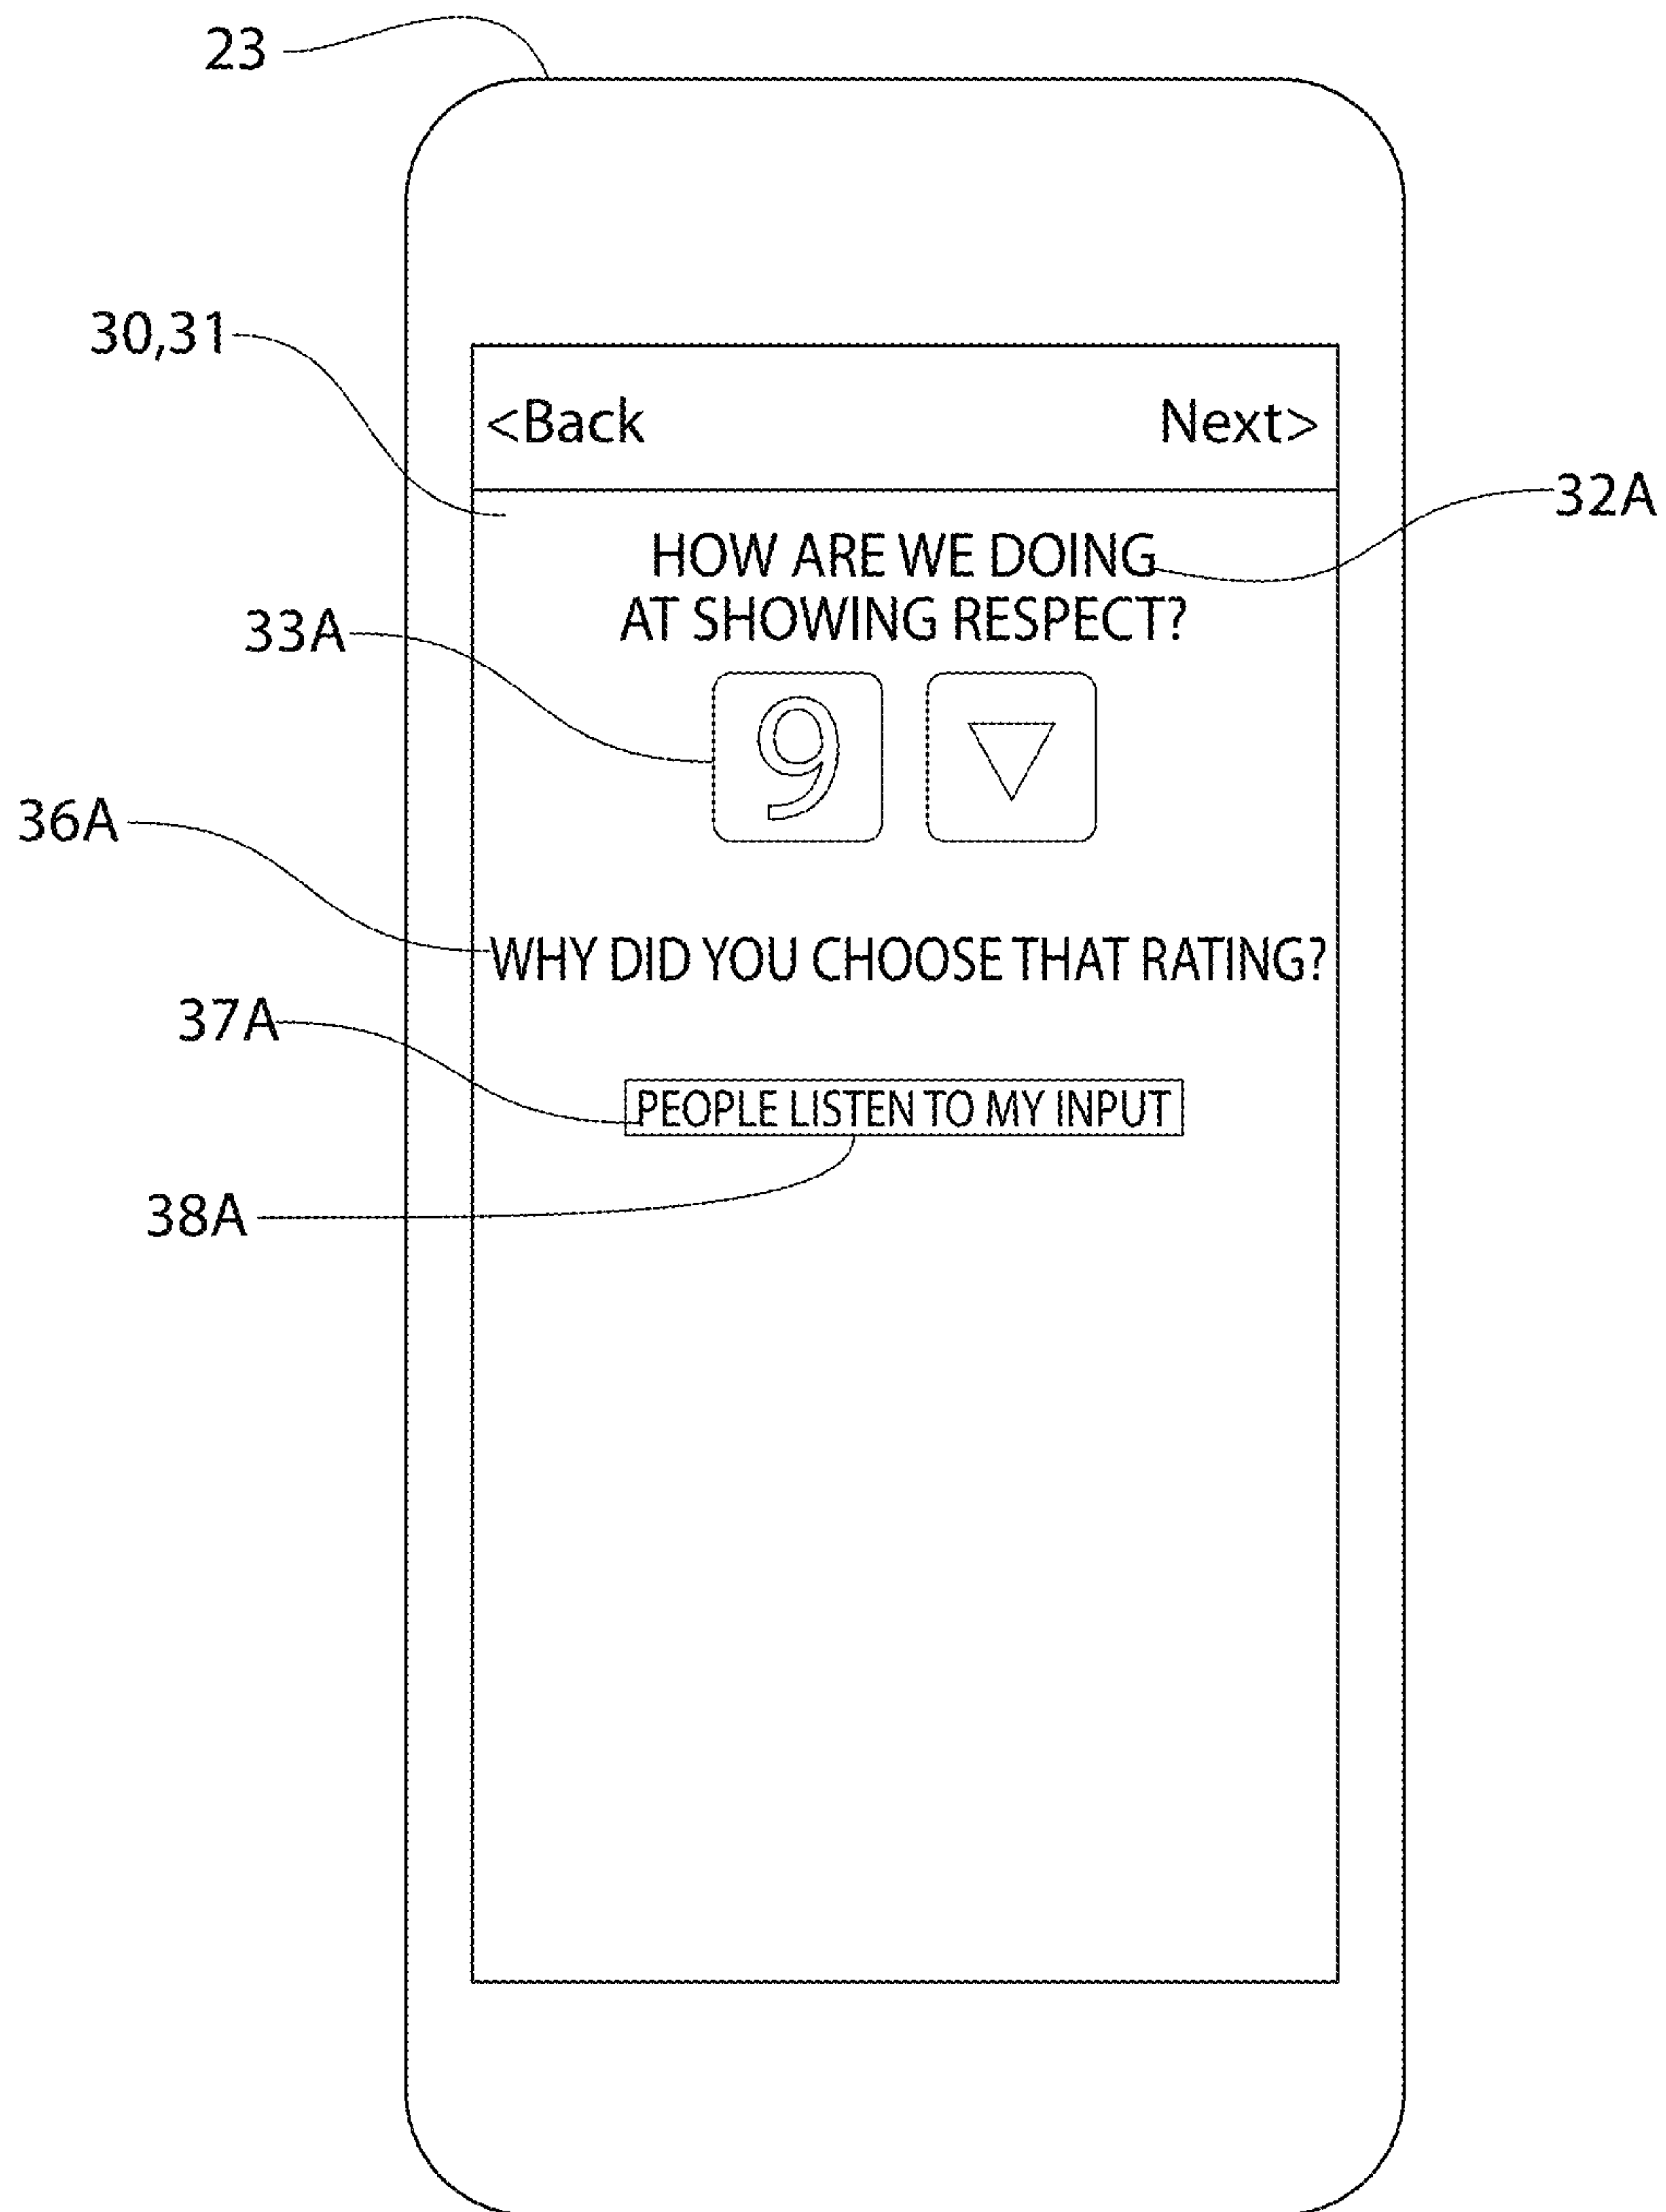 23
30,31
<Back Next>
32A
HOW ARE WE DOING
AT SHOWING RESPECT?
33A
9
36A
WHY DID YOU CHOOSE THAT RATING?
37A
PEOPLE LISTEN TO MY INPUT
38A